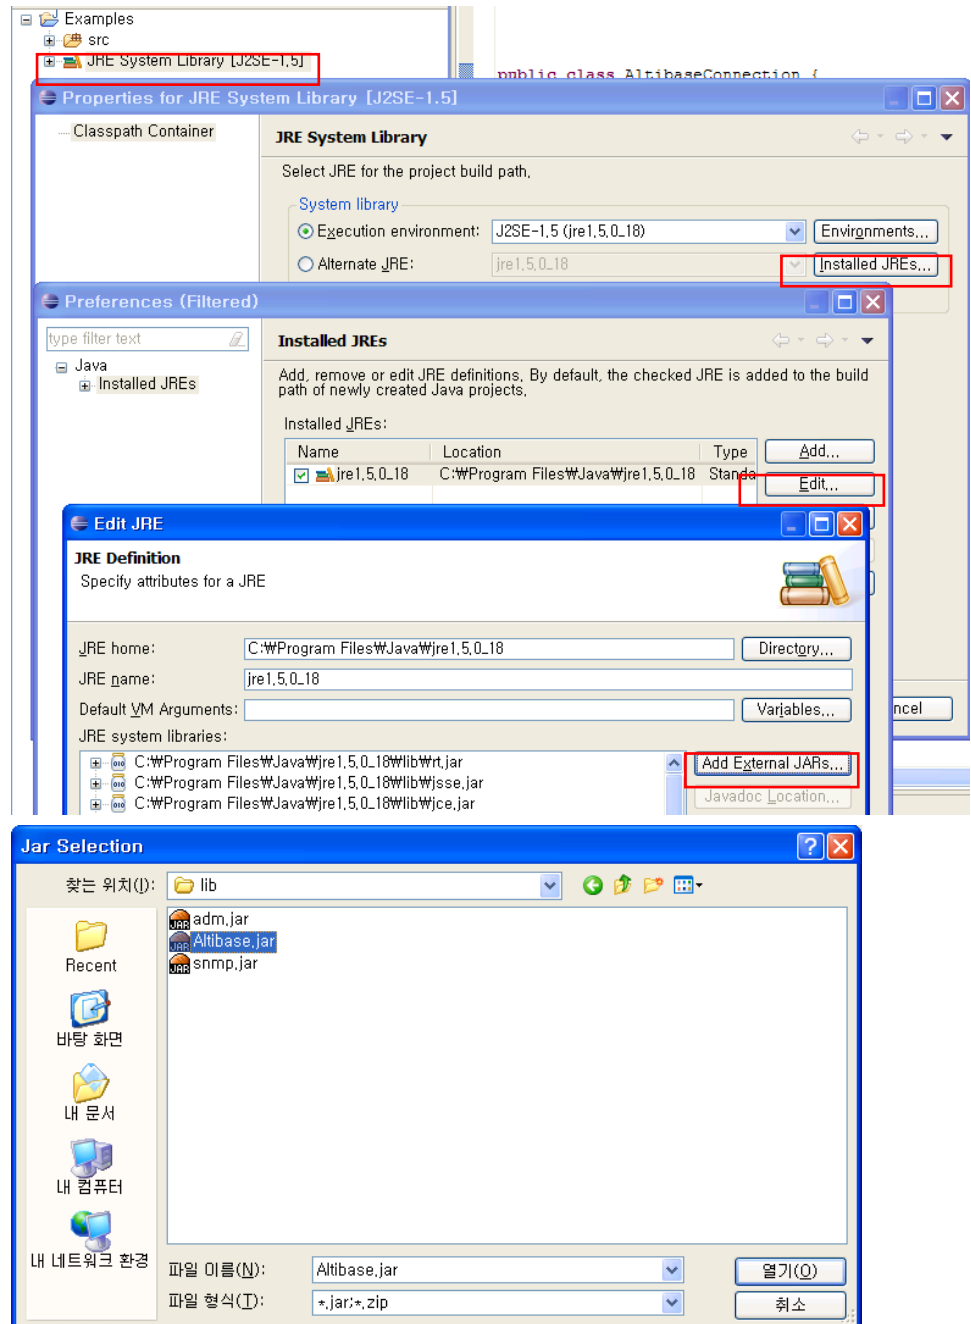 Examples
src
JRE System Library [J2SE-1.5]
public class AltibaseConnection {
Properties for JRE System Library [J2SE-1.5]
Classpath Container
JRE System Library
Select JRE for the project build path.
System library
Execution environment: J2SE-1.5 (jre1.5.0_18) Environments...
Alternate JRE: jre1.5.0_18 Installed JREs...
Preferences (Filtered)
type filter text
Installed JREs
Java
Installed JREs
Add, remove or edit JRE definitions. By default, the checked JRE is added to the build
path of newly created Java projects.
Installed JREs:
Name Location Type Add...
jre1.5.0_18 C:₩Program Files₩Java₩jre1.5.0_18 Standa Edit...
Edit JRE
JRE Definition
Specify attributes for a JRE
JRE home: C:₩Program Files₩Java₩jre1.5.0_18 Directory...
JRE name: jre1.5.0_18
Default VM Arguments: Variables... ncel
JRE system libraries:
C:₩Program Files₩Java₩jre1.5.0_18₩lib₩rt.jar Add External JARs...
C:₩Program Files₩Java₩jre1.5.0_18₩lib₩jsse.jar
C:₩Program Files₩Java₩jre1.5.0_18₩lib₩jce.jar Javadoc Location...
Jar Selection
찾는 위치(I): lib
adm.jar
Altibase.jar
snmp.jar
Recent
바탕 화면
내 문서
내 컴퓨터
내 네트워크 환경
파일 이름(N): Altibase.jar 열기(O)
파일 형식(T): *.jar;*.zip 취소